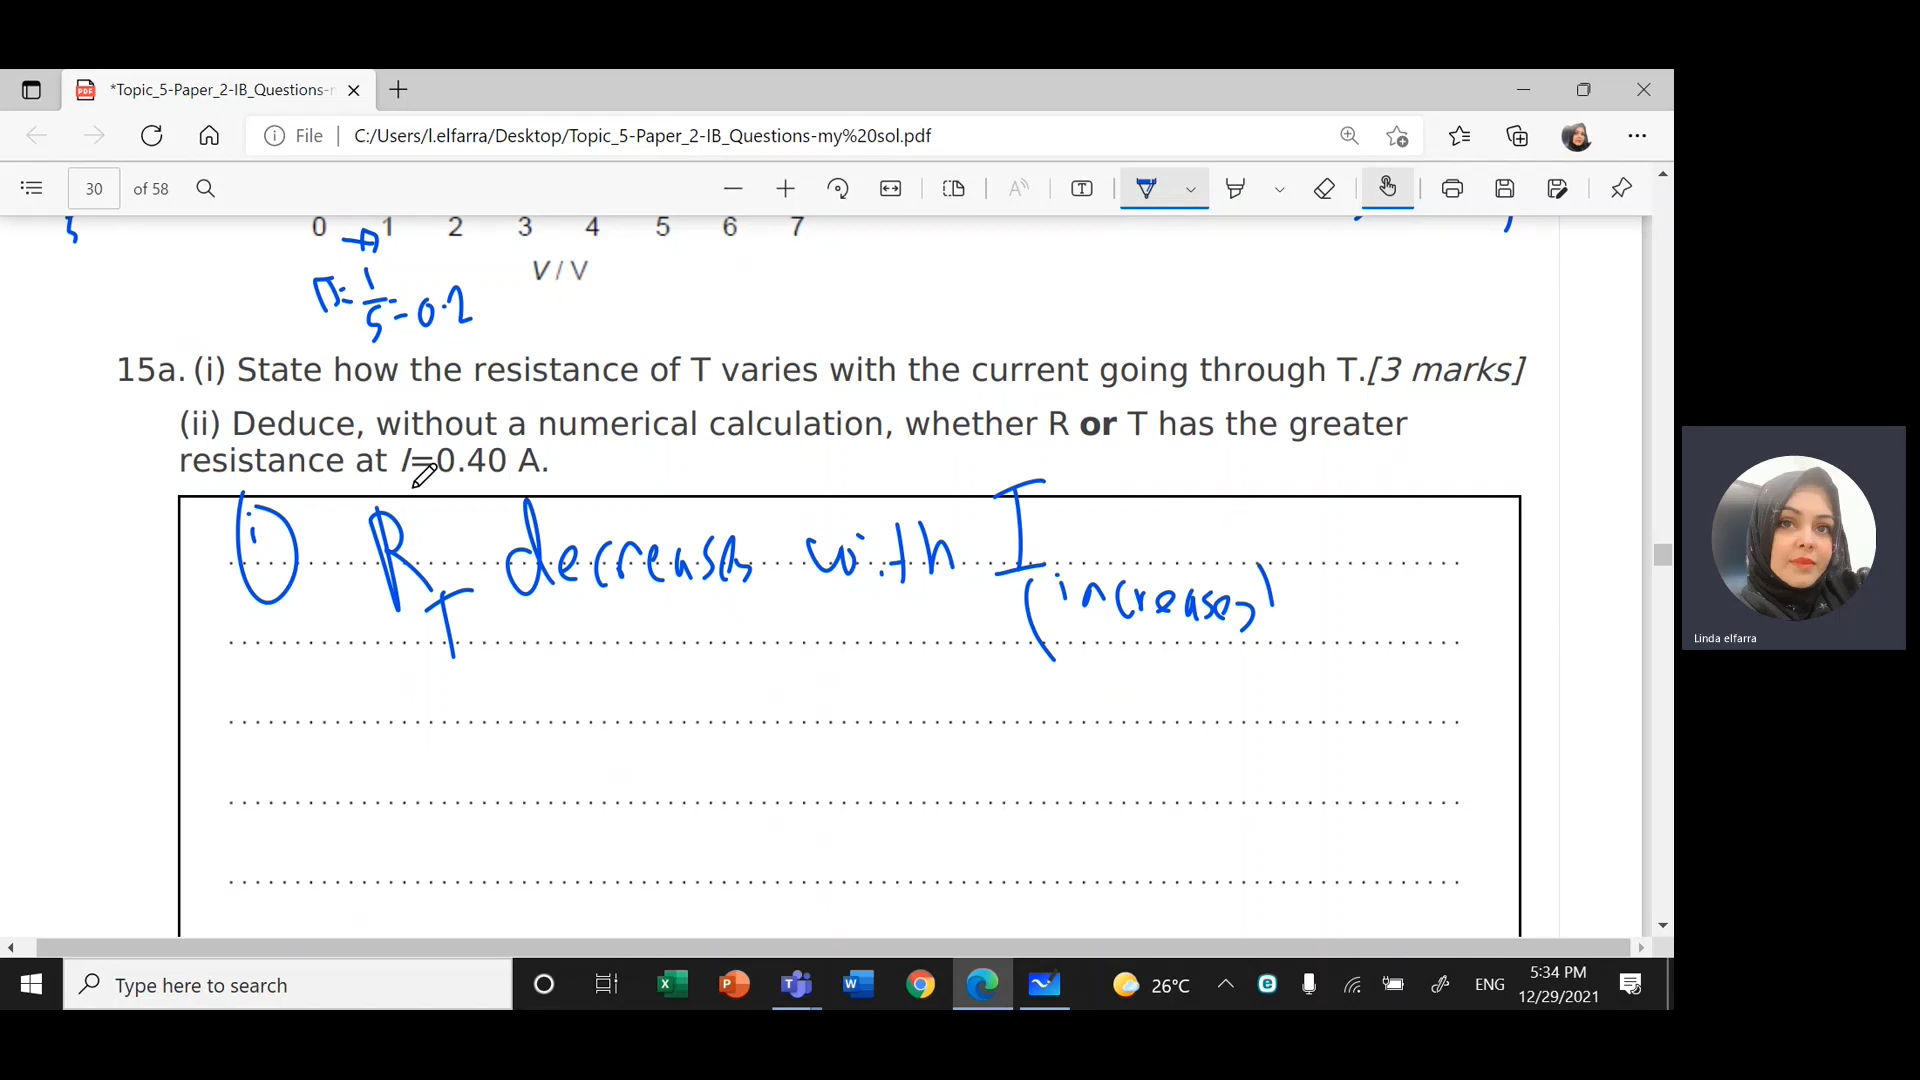 *Topic_5-Paper_2-IB_Questions-m
File
C:/Users/l.elfarra/Desktop/Topic_5-Paper_2-IB_Questions-my%20sol.pdf
30 of 58
0 1 2 3 4 5 6 7
V / V
1
5 = 0.2
15a. (i) State how the resistance of T varies with the current going through T. [3 marks]
(ii) Deduce, without a numerical calculation, whether R or T has the greater
resistance at I=0.40 A.
i R_T decreases with I
(increases)
Linda elfarra
Type here to search
26°C
ENG
5:34 PM
12/29/2021